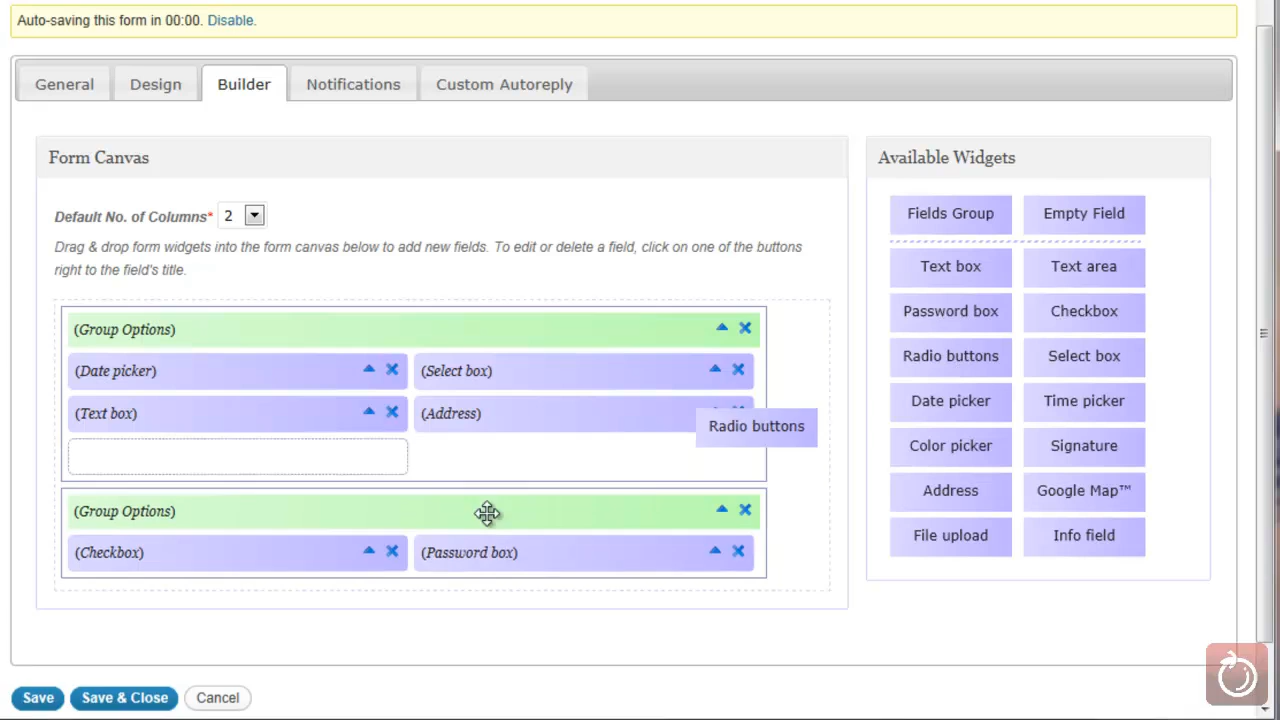 Auto-saving this form in 00:00. Disable.
General
Design
Builder
Notifications
Custom Autoreply
Form Canvas
Default No. of Columns* 2
Drag & drop form widgets into the form canvas below to add new fields. To edit or delete a field, click on one of the buttons
right to the field's title.
(Group Options)
(Date picker)
(Select box)
(Text box)
(Address)
Radio buttons
(Group Options)
(Checkbox)
(Password box)
Available Widgets
Fields Group
Empty Field
Text box
Text area
Password box
Checkbox
Radio buttons
Select box
Date picker
Time picker
Color picker
Signature
Address
Google Map™
File upload
Info field
Save
Save & Close
Cancel